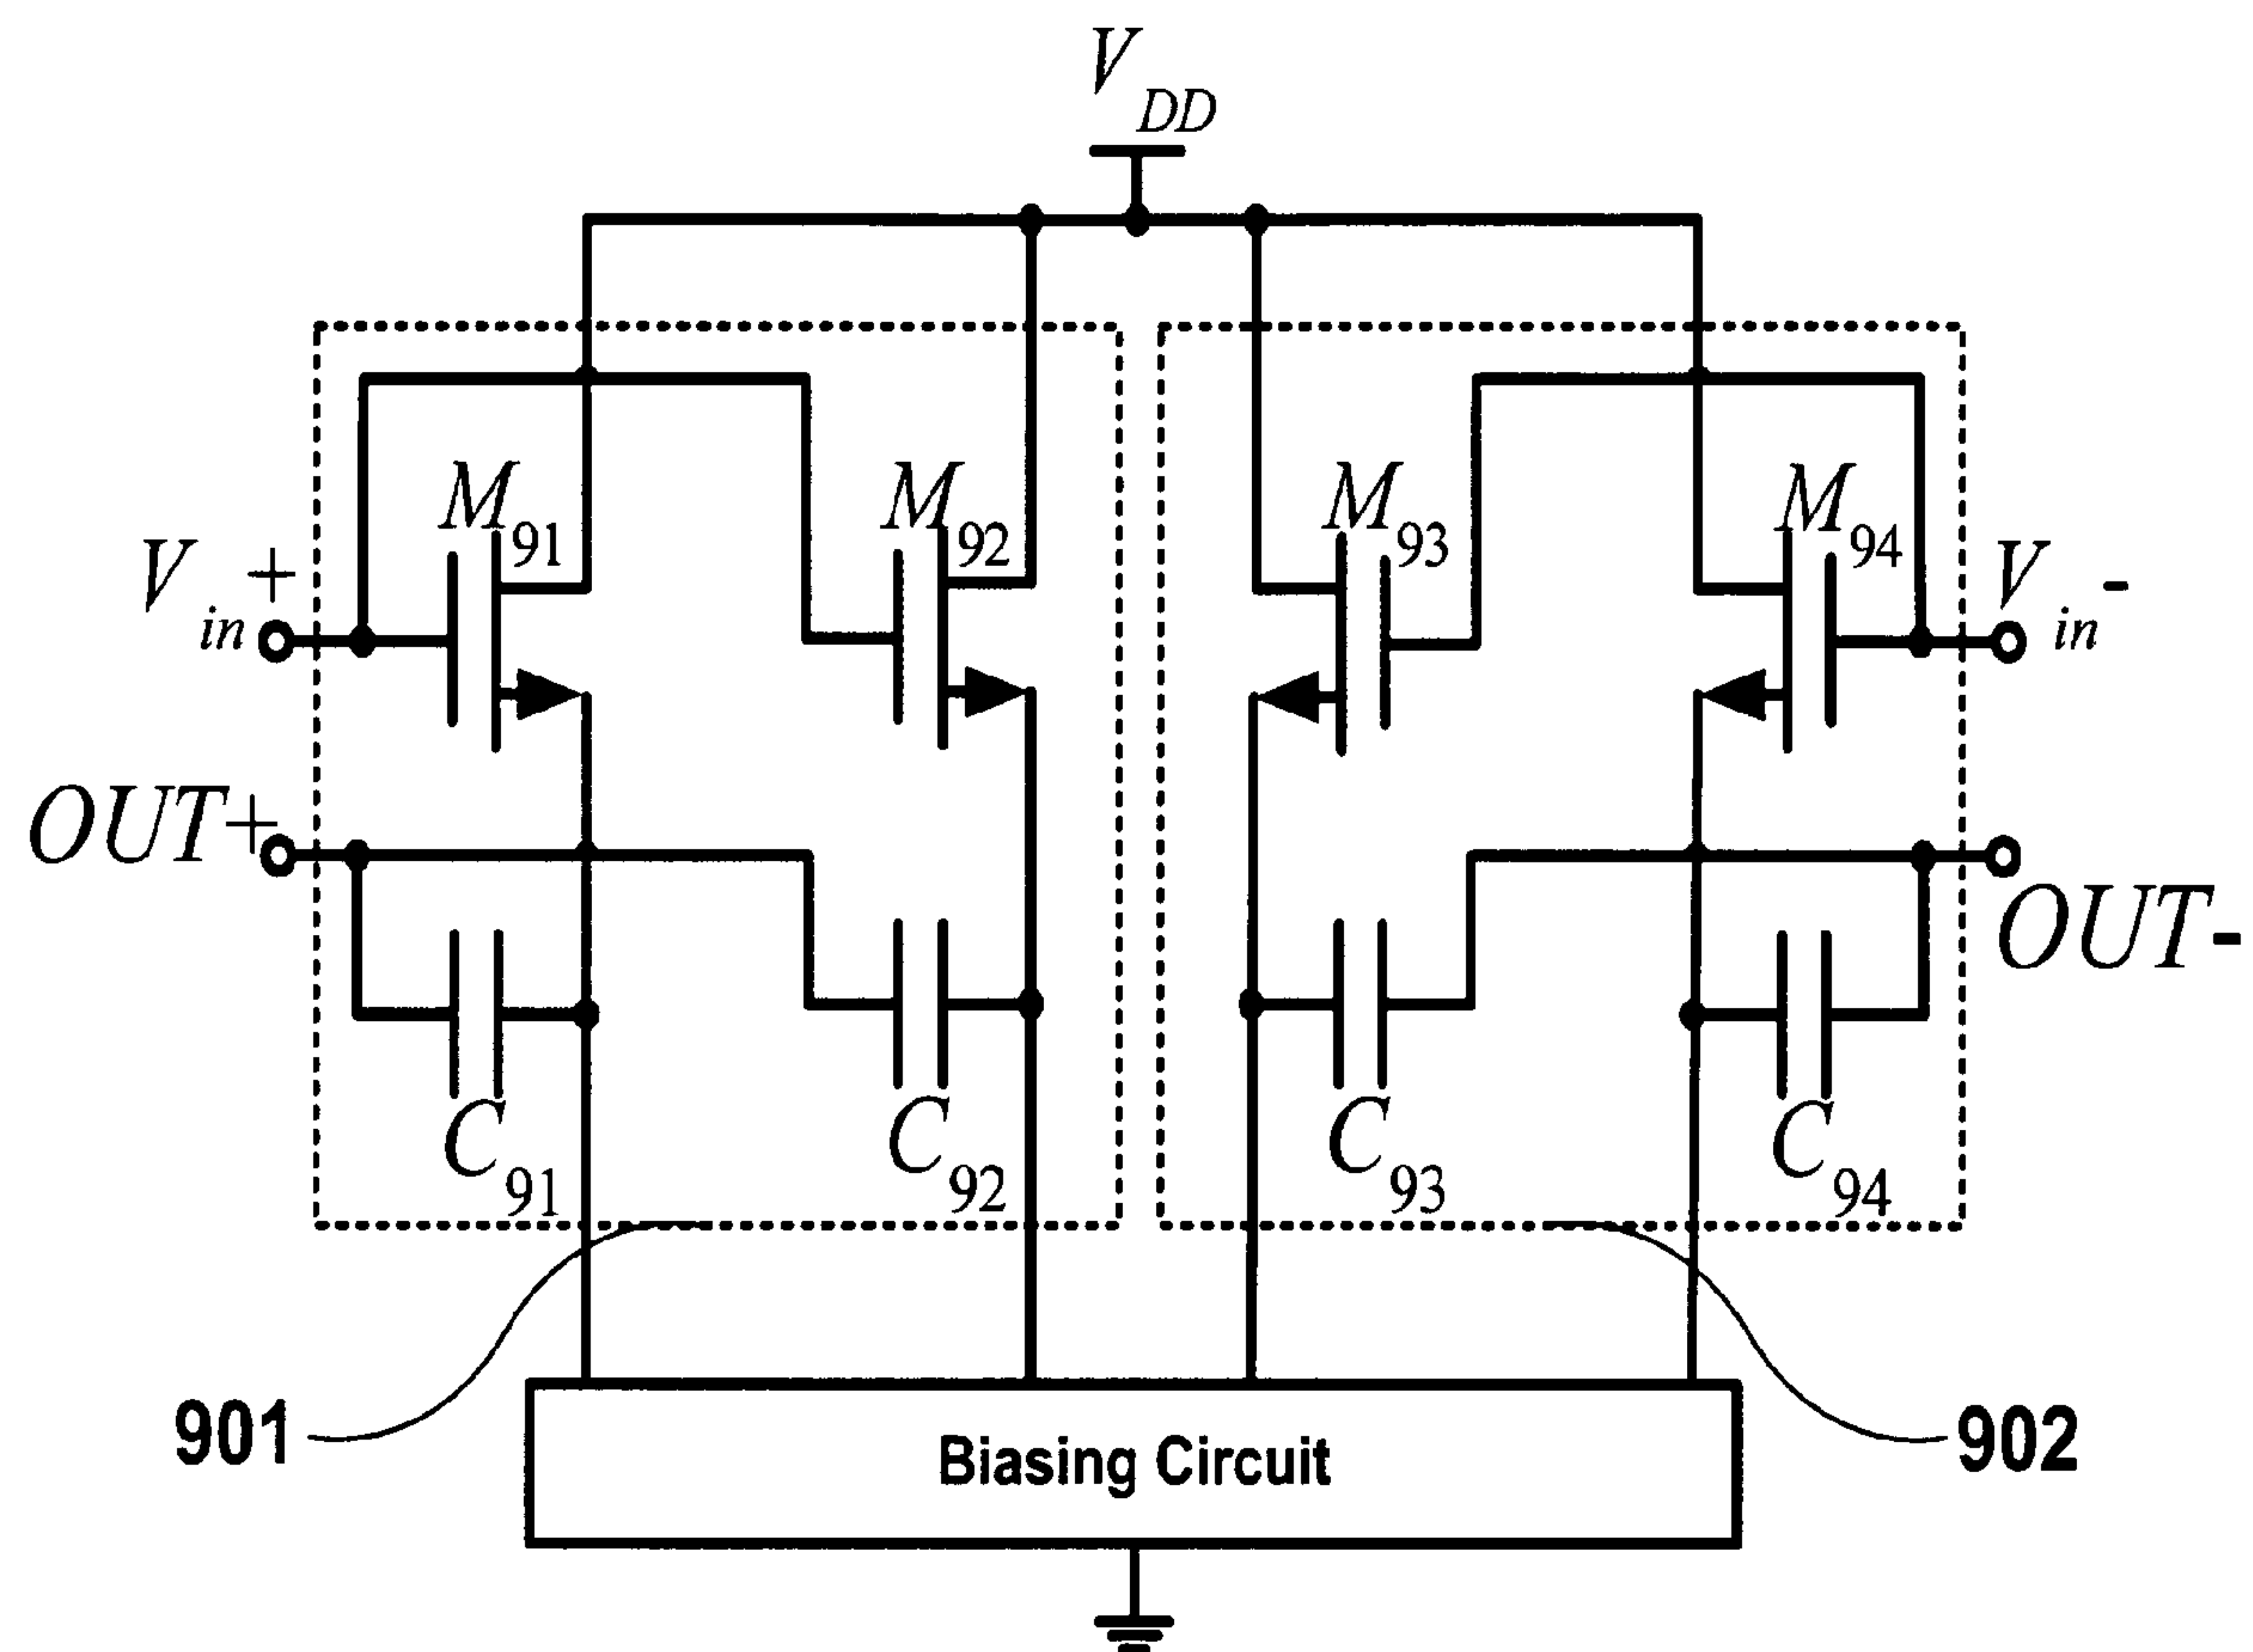 V DD
M 91
M 92
M 93
M 94
V in +
V in -
OUT+
OUT-
C 91
C 92
C 93
C 94
901
Biasing Circuit
902